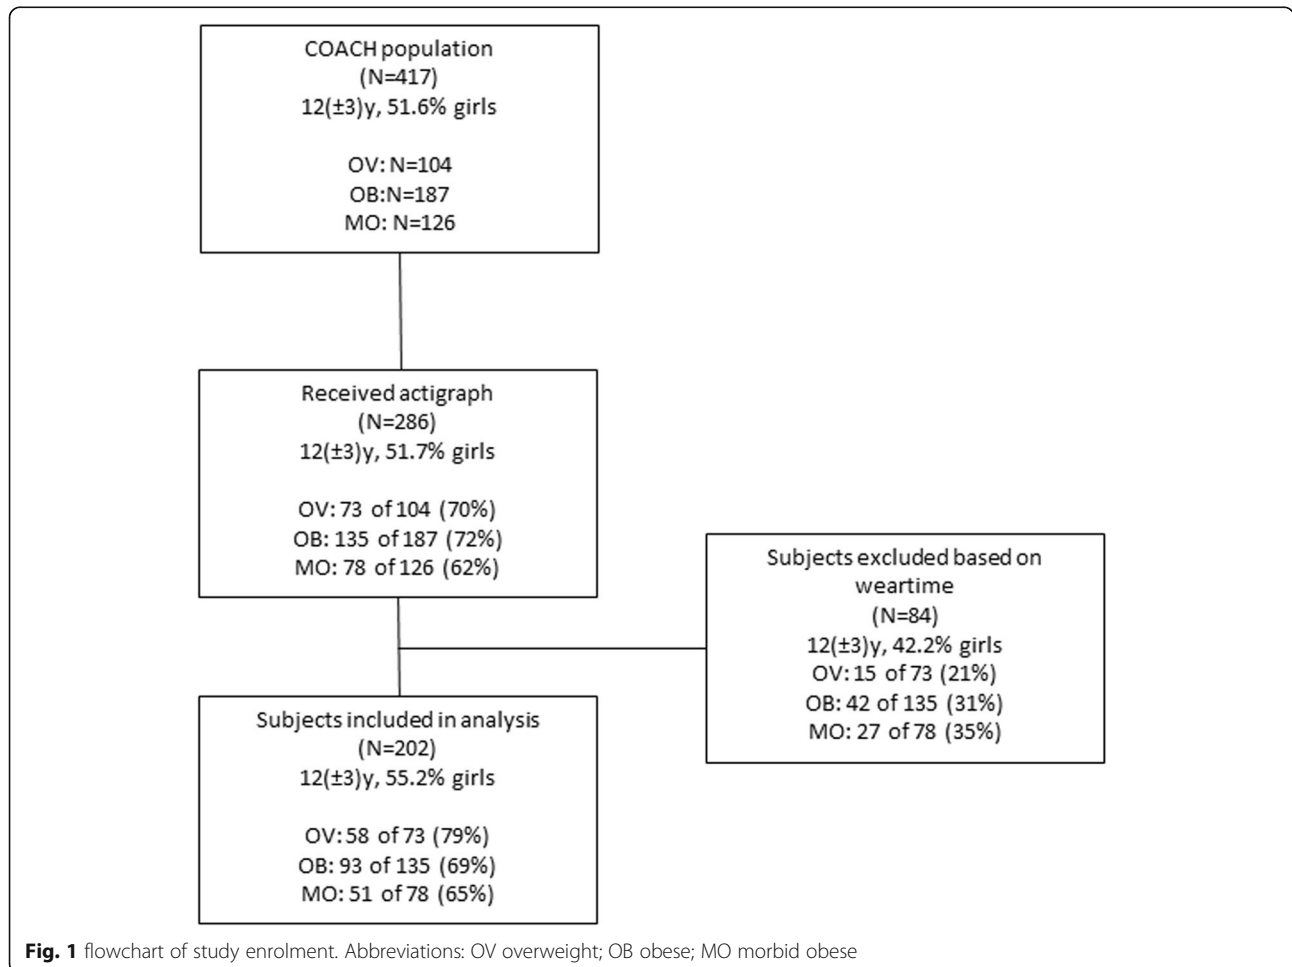 COACH population
(N=417)
12(±3)y, 51.6% girls
OV: N=104
OB:N=187
MO: N=126
Received actigraph
(N=286)
12(±3)y, 51.7% girls
OV: 73 of 104 (70%)
OB: 135 of 187 (72%)
MO: 78 of 126 (62%)
Subjects excluded based on
weartime
(N=84)
12(±3)y, 42.2% girls
OV: 15 of 73 (21%)
OB: 42 of 135 (31%)
MO: 27 of 78 (35%)
Subjects included in analysis
(N=202)
12(±3)y, 55.2% girls
OV: 58 of 73 (79%)
OB: 93 of 135 (69%)
MO: 51 of 78 (65%)
Fig. 1 flowchart of study enrolment. Abbreviations: OV overweight; OB obese; MO morbid obese